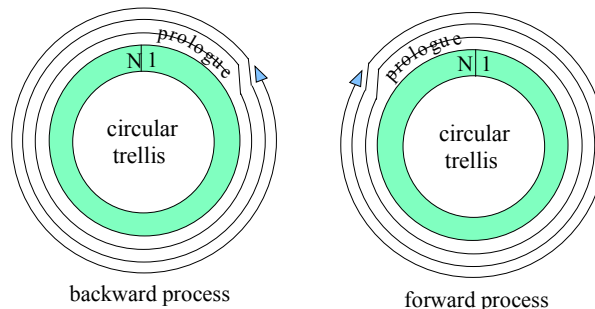 prologue
N 1
circular
trellis
backward process
prologue
N 1
circular
trellis
forward process